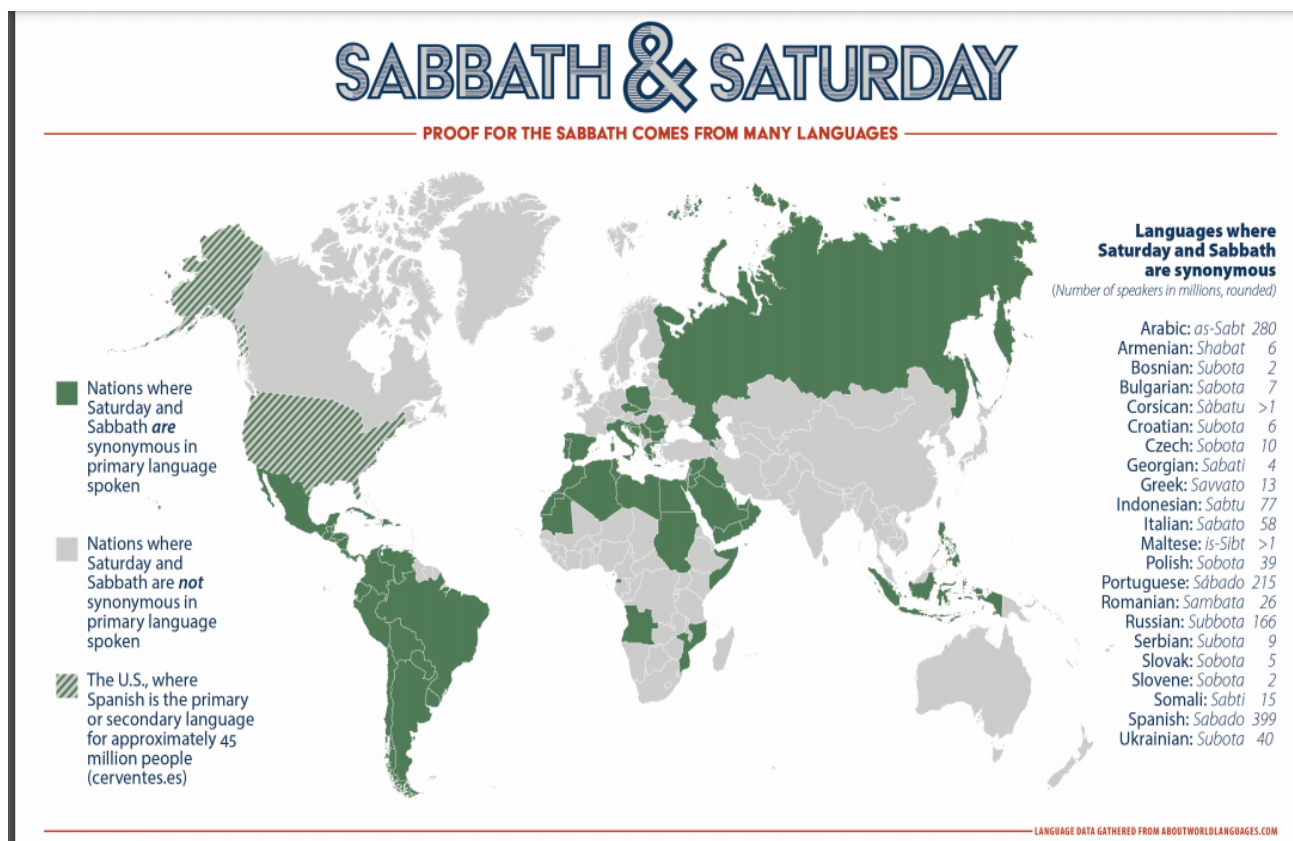 SABBATH & SATURDAY
PROOF FOR THE SABBATH COMES FROM MANY LANGUAGES
Nations where
Saturday and
Sabbath are
synonymous in
primary language
spoken
Nations where
Saturday and
Sabbath are not
synonymous in
primary language
spoken
The U.S., where
Spanish is the primary
or secondary language
for approximately 45
million people
(cerventes.es)
Languages where
Saturday and Sabbath
are synonymous
(Number of speakers in millions, rounded)
Arabic: as-Sabt 280
Armenian: Shabat 6
Bosnian: Subota 2
Bulgarian: Sabota 7
Corsican: Sàbatu >1
Croatian: Subota 6
Czech: Sobota 10
Georgian: Sabati 4
Greek: Savvato 13
Indonesian: Sabtu 77
Italian: Sabato 58
Maltese: is-Sibt >1
Polish: Sobota 39
Portuguese: Sábado 215
Romanian: Sambata 26
Russian: Subbota 166
Serbian: Subota 9
Slovak: Sobota 5
Slovene: Sobota 2
Somali: Sabti 15
Spanish: Sabado 399
Ukrainian: Subota 40
LANGUAGE DATA GATHERED FROM ABOUTWORLDLANGUAGES.COM